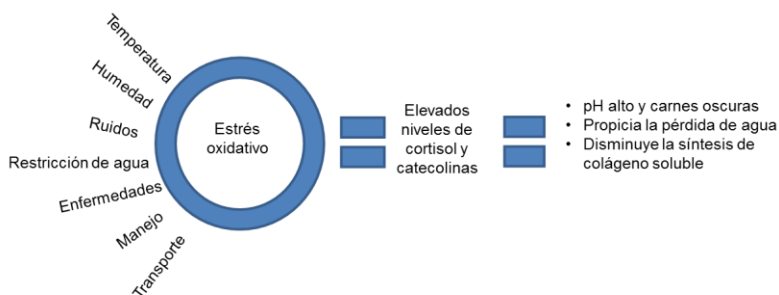 Temperatura
Humedad
Ruidos
Restricción de agua
Enfermedades
Manejo
Transporte
Estrés
oxidativo
Elevados
niveles de
cortisol y
catecolinas
• pH alto y carnes oscuras
• Propicia la pérdida de agua
• Disminuye la síntesis de
colágeno soluble